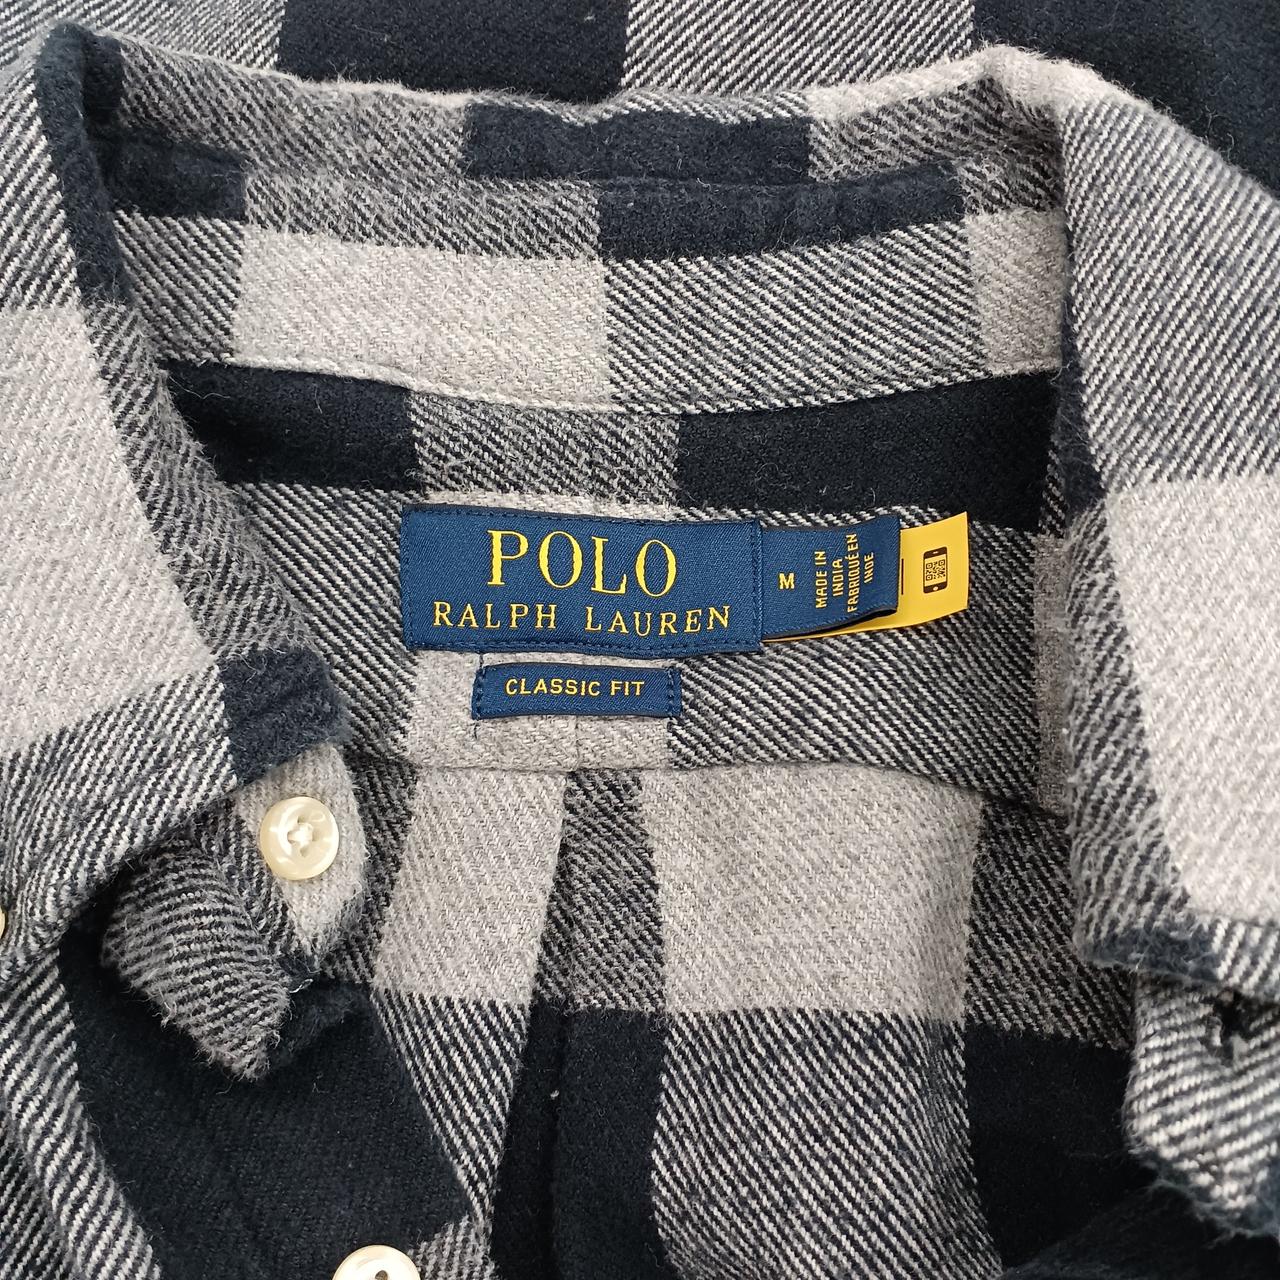 POLO
RALPH LAUREN
M
MADE IN
INDIA
FABRIQUÉ EN
INDE
CLASSIC FIT